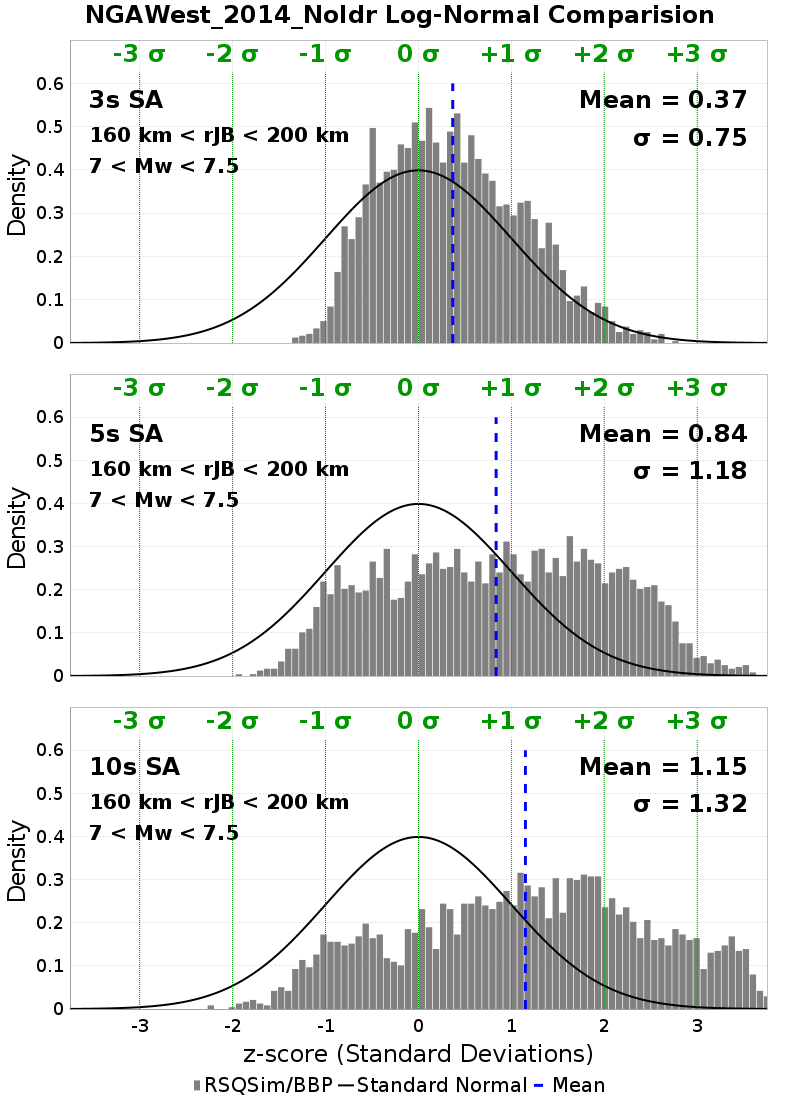 NGAWest_2014_NoIdr Log-Normal Comparision
-3 σ -2 σ -1 σ 0 σ +1 σ +2 σ +3 σ
0.6
3s SA Mean = 0.37
0.5
160 km < rJB < 200 km σ = 0.75
0.4
7 < Mw < 7.5
0.3
0.2
0.1
0
Density
-3 σ -2 σ -1 σ 0 σ +1 σ +2 σ +3 σ
0.6
5s SA Mean = 0.84
0.5
160 km < rJB < 200 km σ = 1.18
0.4
7 < Mw < 7.5
0.3
0.2
0.1
0
Density
-3 σ -2 σ -1 σ 0 σ +1 σ +2 σ +3 σ
0.6
10s SA Mean = 1.15
0.5
160 km < rJB < 200 km σ = 1.32
0.4
7 < Mw < 7.5
0.3
0.2
0.1
0
Density
-3 -2 -1 0 1 2 3
z-score (Standard Deviations)
RSQSim/BBP Standard Normal Mean